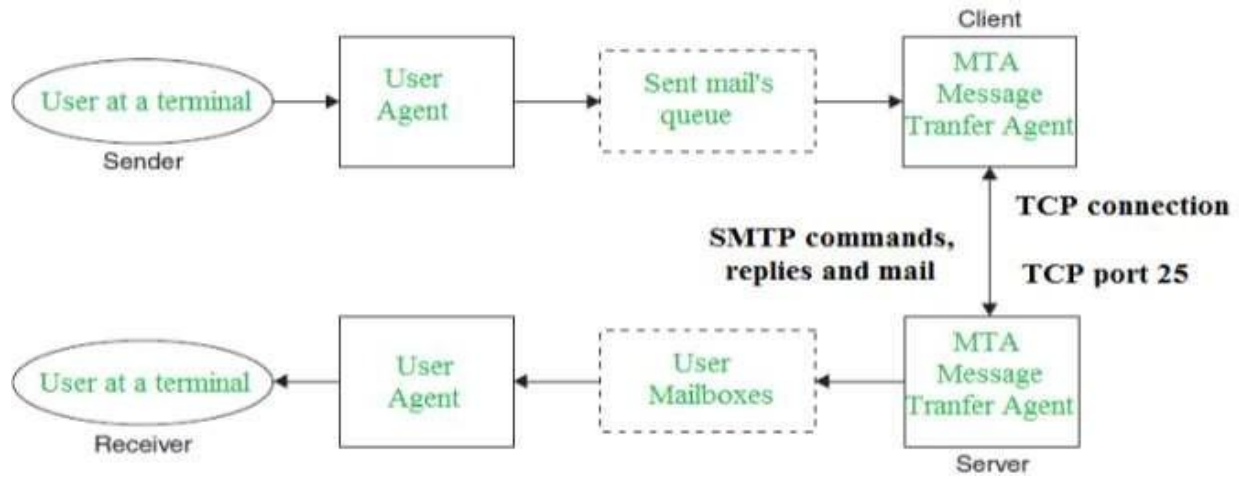 Client
User at a terminal
Sender
User
Agent
Sent mail's
queue
MTA
Message
Tranfer Agent
SMTP commands,
replies and mail
TCP connection
TCP port 25
User at a terminal
Receiver
User
Agent
User
Mailboxes
MTA
Message
Tranfer Agent
Server